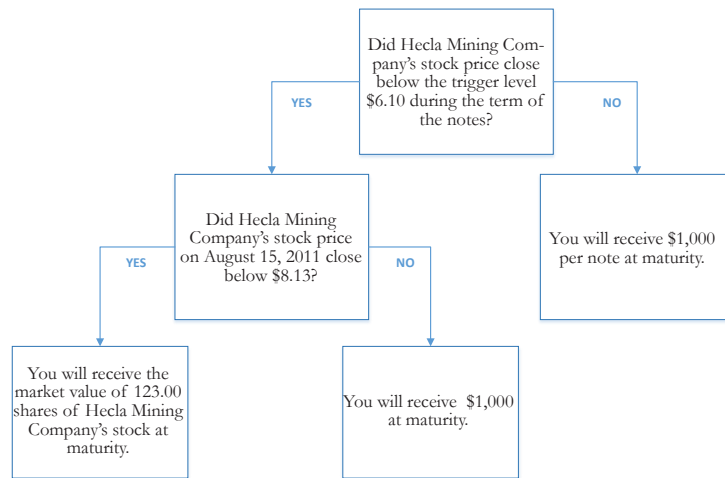 Did Hecla Mining Com-
pany's stock price close
below the trigger level
$6.10 during the term of
the notes?
YES
NO
Did Hecla Mining
Company's stock price
on August 15, 2011 close
below $8.13?
You will receive $1,000
per note at maturity.
YES
NO
You will receive the
market value of 123.00
shares of Hecla Mining
Company's stock at
maturity.
You will receive $1,000
at maturity.